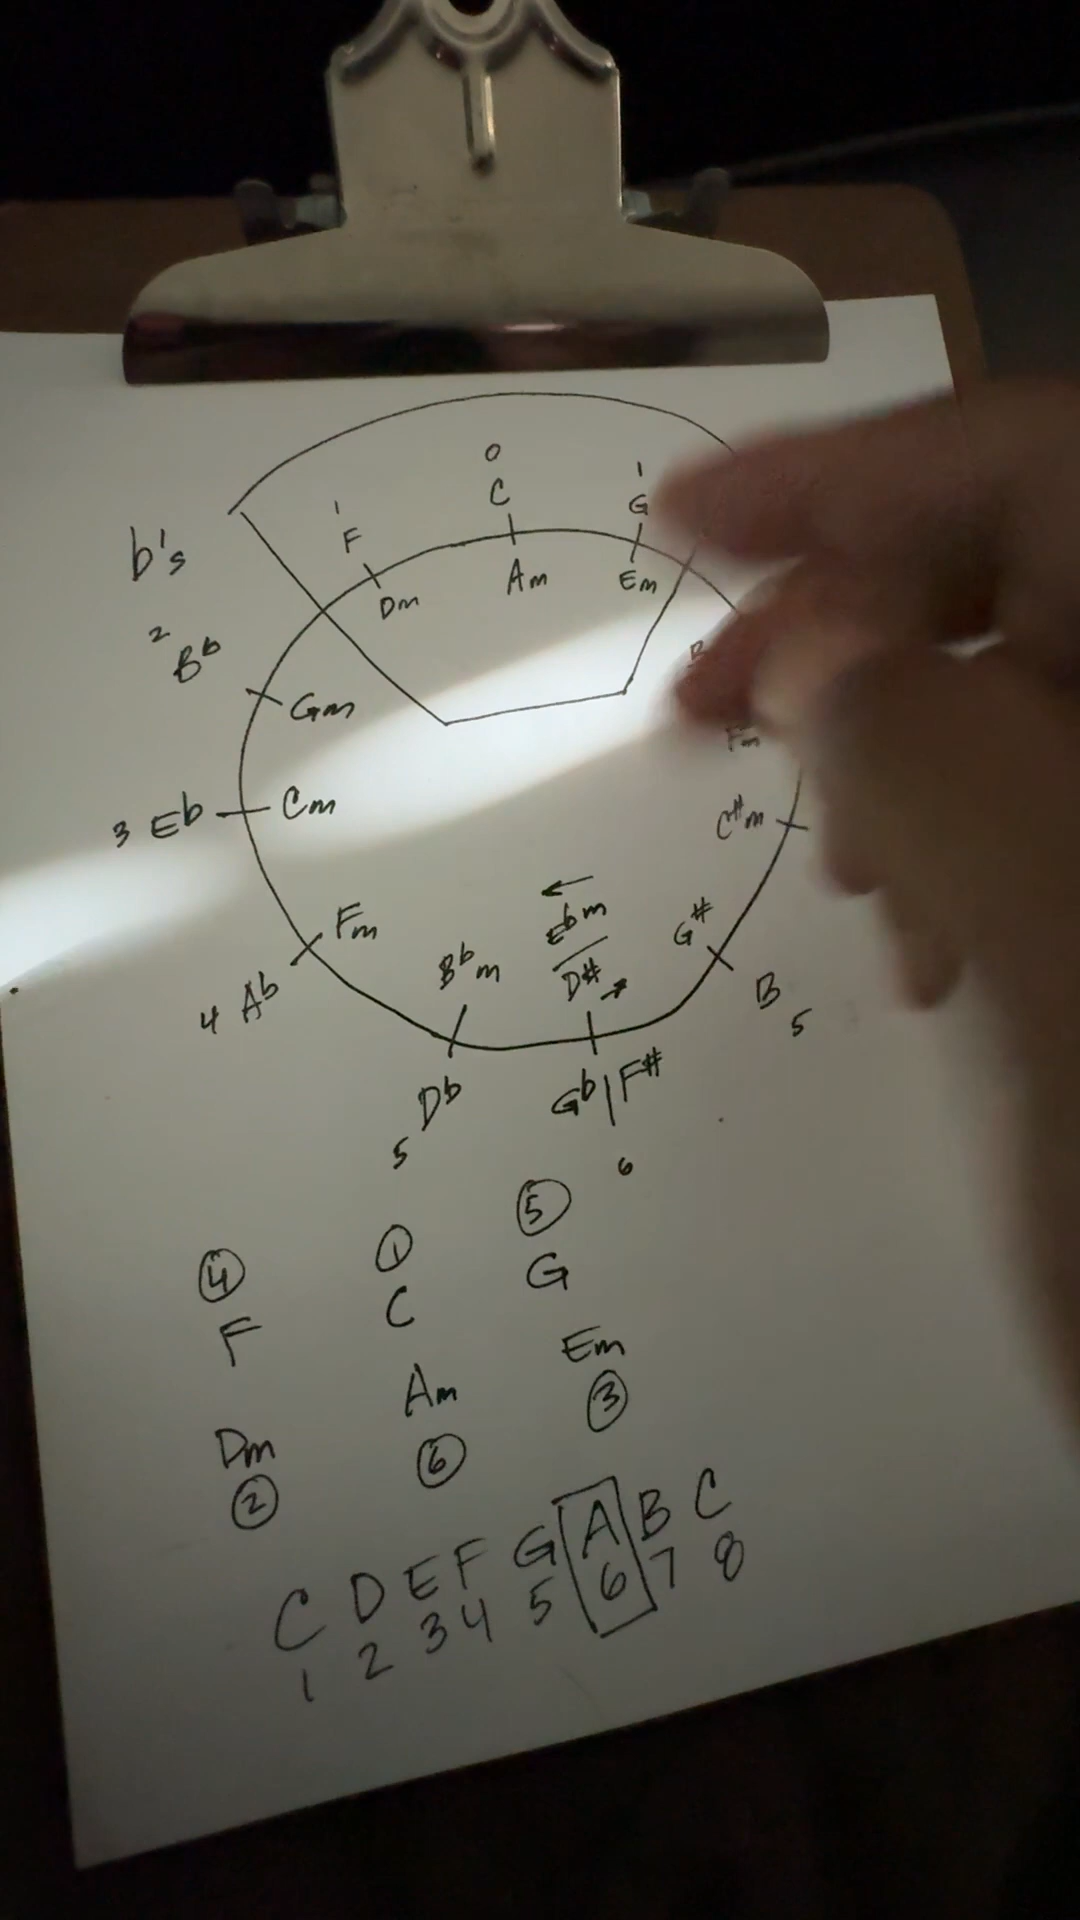 0
C
1 1
F G
b's
Dm Am Em
2
Bb
Gm
3 Eb Cm C#m
Fm Ebm G#
Bbm D#
4 Ab B
5
Db Gb|F#
5 6
4 1 5
F C G
Dm Am Em
2 6 3
C D E F G A B C
1 2 3 4 5 6 7 8